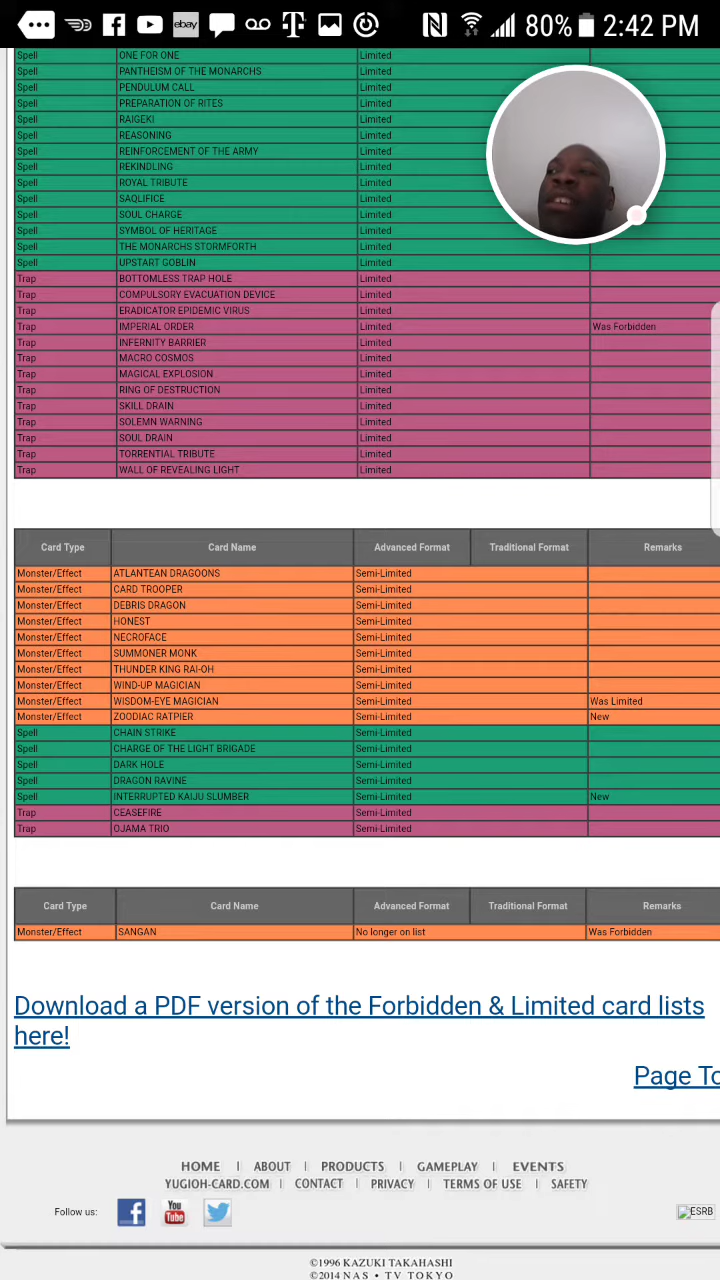 ebay 80% 2:42 PM
Spell ONE FOR ONE Limited
Spell PANTHEISM OF THE MONARCHS Limited
Spell PENDULUM CALL Limited
Spell PREPARATION OF RITES Limited
Spell RAIGEKI Limited
Spell REASONING Limited
Spell REINFORCEMENT OF THE ARMY Limited
Spell REKINDLING Limited
Spell ROYAL TRIBUTE Limited
Spell SAQLIFICE Limited
Spell SOUL CHARGE Limited
Spell SYMBOL OF HERITAGE Limited
Spell THE MONARCHS STORMFORTH Limited
Spell UPSTART GOBLIN Limited
Trap BOTTOMLESS TRAP HOLE Limited
Trap COMPULSORY EVACUATION DEVICE Limited
Trap ERADICATOR EPIDEMIC VIRUS Limited
Trap IMPERIAL ORDER Limited Was Forbidden
Trap INFERNITY BARRIER Limited
Trap MACRO COSMOS Limited
Trap MAGICAL EXPLOSION Limited
Trap RING OF DESTRUCTION Limited
Trap SKILL DRAIN Limited
Trap SOLEMN WARNING Limited
Trap SOUL DRAIN Limited
Trap TORRENTIAL TRIBUTE Limited
Trap WALL OF REVEALING LIGHT Limited
Card Type Card Name Advanced Format Traditional Format Remarks
Monster/Effect ATLANTEAN DRAGOONS Semi-Limited
Monster/Effect CARD TROOPER Semi-Limited
Monster/Effect DEBRIS DRAGON Semi-Limited
Monster/Effect HONEST Semi-Limited
Monster/Effect NECROFACE Semi-Limited
Monster/Effect SUMMONER MONK Semi-Limited
Monster/Effect THUNDER KING RAI-OH Semi-Limited
Monster/Effect WIND-UP MAGICIAN Semi-Limited
Monster/Effect WISDOM-EYE MAGICIAN Semi-Limited Was Limited
Monster/Effect ZOODIAC RATPIER Semi-Limited New
Spell CHAIN STRIKE Semi-Limited
Spell CHARGE OF THE LIGHT BRIGADE Semi-Limited
Spell DARK HOLE Semi-Limited
Spell DRAGON RAVINE Semi-Limited
Spell INTERRUPTED KAIJU SLUMBER Semi-Limited New
Trap CEASEFIRE Semi-Limited
Trap OJAMA TRIO Semi-Limited
Card Type Card Name Advanced Format Traditional Format Remarks
Monster/Effect SANGAN No longer on list Was Forbidden
Download a PDF version of the Forbidden & Limited card lists
here!
Page To
HOME | ABOUT | PRODUCTS | GAMEPLAY | EVENTS
YUGIOH-CARD.COM | CONTACT | PRIVACY | TERMS OF USE | SAFETY
Follow us: f You Tube ESRB
©1996 KAZUKI TAKAHASHI
©2014 NAS • TV TOKYO